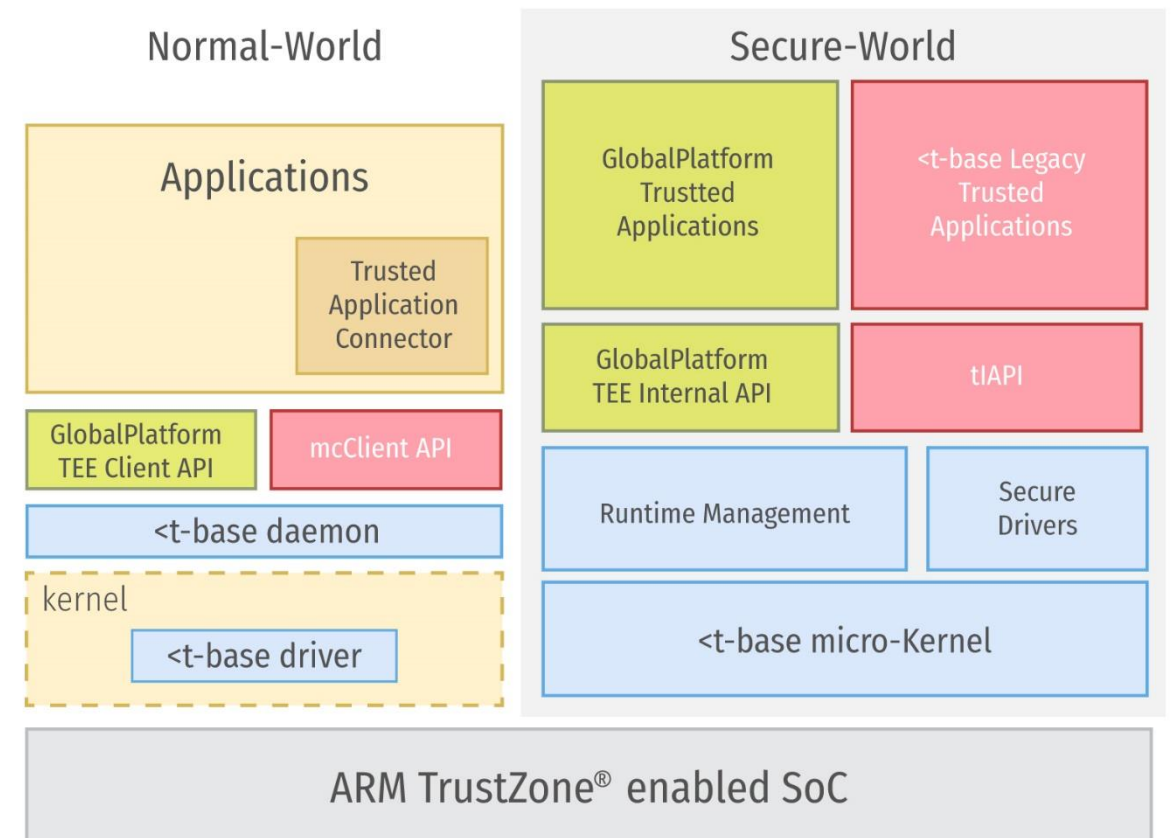 Normal-World
Applications
Trusted
Application
Connector
GlobalPlatform
TEE Client API
mcClient API
<t-base daemon
kernel
<t-base driver
Secure-World
GlobalPlatform
Trustted
Applications
<t-base Legacy
Trusted
Applications
GlobalPlatform
TEE Internal API
tlAPI
Runtime Management
Secure
Drivers
<t-base micro-Kernel
ARM TrustZone® enabled SoC